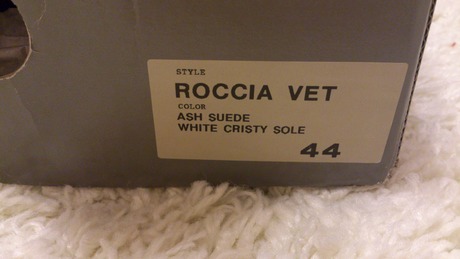 STYLE
ROCCIA VET
COLOR
ASH SUEDE
WHITE CRISTY SOLE
44